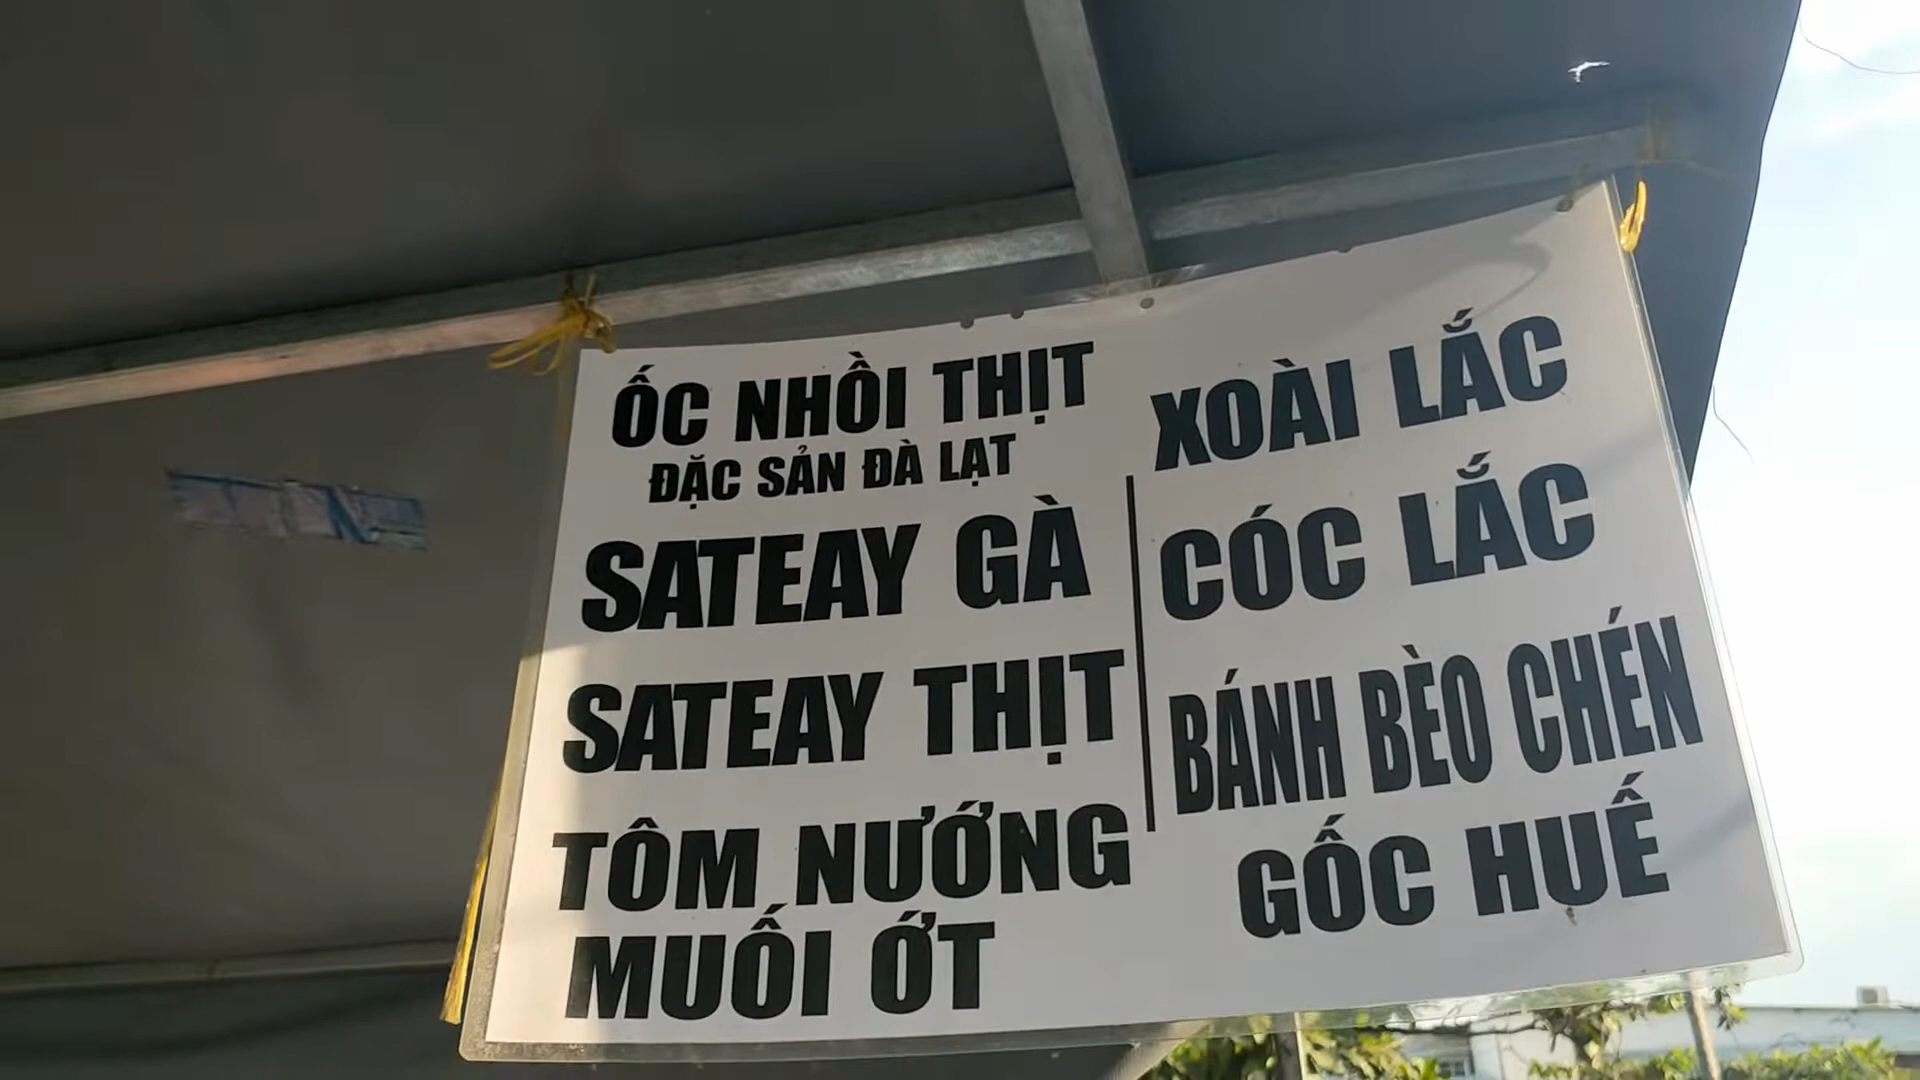 ỐC NHỒI THỊT
ĐẶC SẢN ĐÀ LẠT
SATEAY GÀ
SATEAY THỊT
TÔM NƯỚNG
MUỐI ỚT
XOÀI LẮC
CÓC LẮC
BÁNH BÈO CHÉN
GỐC HUẾ